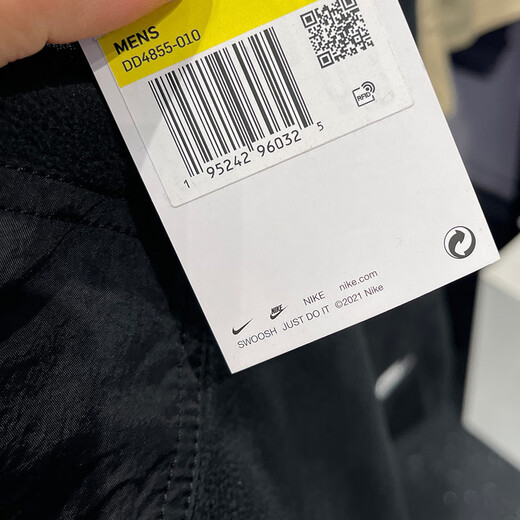 MENS
DD4855-010
1 95242 96032 5
RFID
NIKE nike.com
SWOOSH JUST DO IT ©2021 Nike